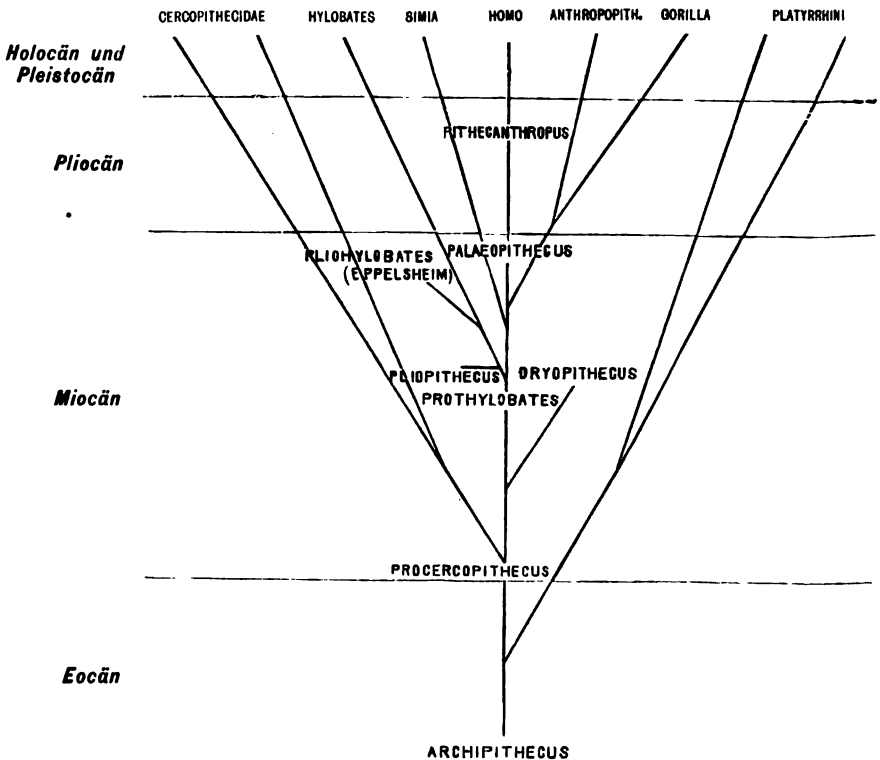 CERCOPITHECIDAE HYLOBATES SIMIA HOMO ANTHROPOPITH. GORILLA PLATYRRHINI
Holocän und
Pleistocän
PITHECANTHROPUS
Pliocän
PLIOHYLOBATES PALAEOPITHECUS
(EPPELSHEIM)
PLIOPITHECUS DRYOPITHECUS
Miocän PROTHYLOBATES
PROCERCOPITHECUS
Eocän
ARCHIPITHECUS